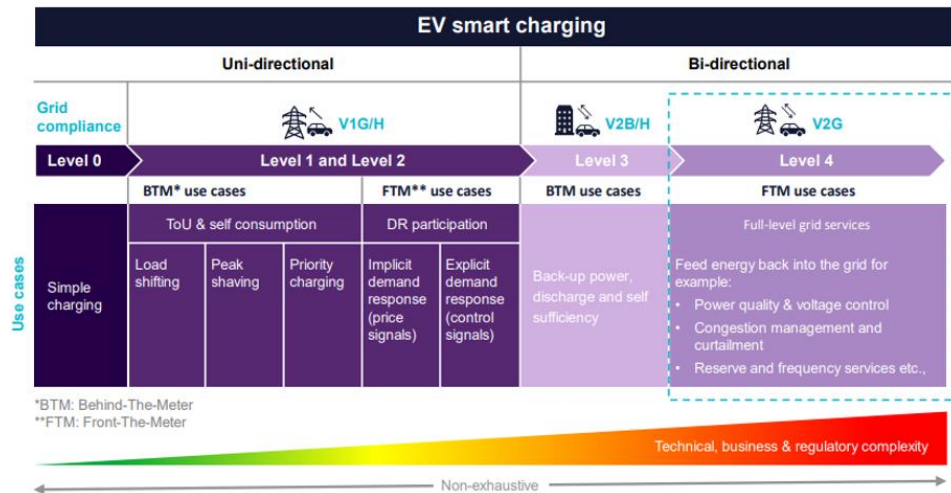 EV smart charging
Uni-directional
Bi-directional
Grid
compliance
V1G/H
V2B/H
V2G
Level 0
Level 1 and Level 2
Level 3
Level 4
BTM* use cases
FTM** use cases
BTM use cases
FTM use cases
Use cases
Simple
charging
ToU & self consumption
Load
shifting
Peak
shaving
Priority
charging
DR participation
Implicit
demand
response
(price
signals)
Explicit
demand
response
(control
signals)
Back-up power,
discharge and self
sufficiency
Full-level grid services
Feed energy back into the grid for
example:
• Power quality & voltage control
• Congestion management and
curtailment
• Reserve and frequency services etc.,
*BTM: Behind-The-Meter
**FTM: Front-The-Meter
Technical, business & regulatory complexity
Non-exhaustive